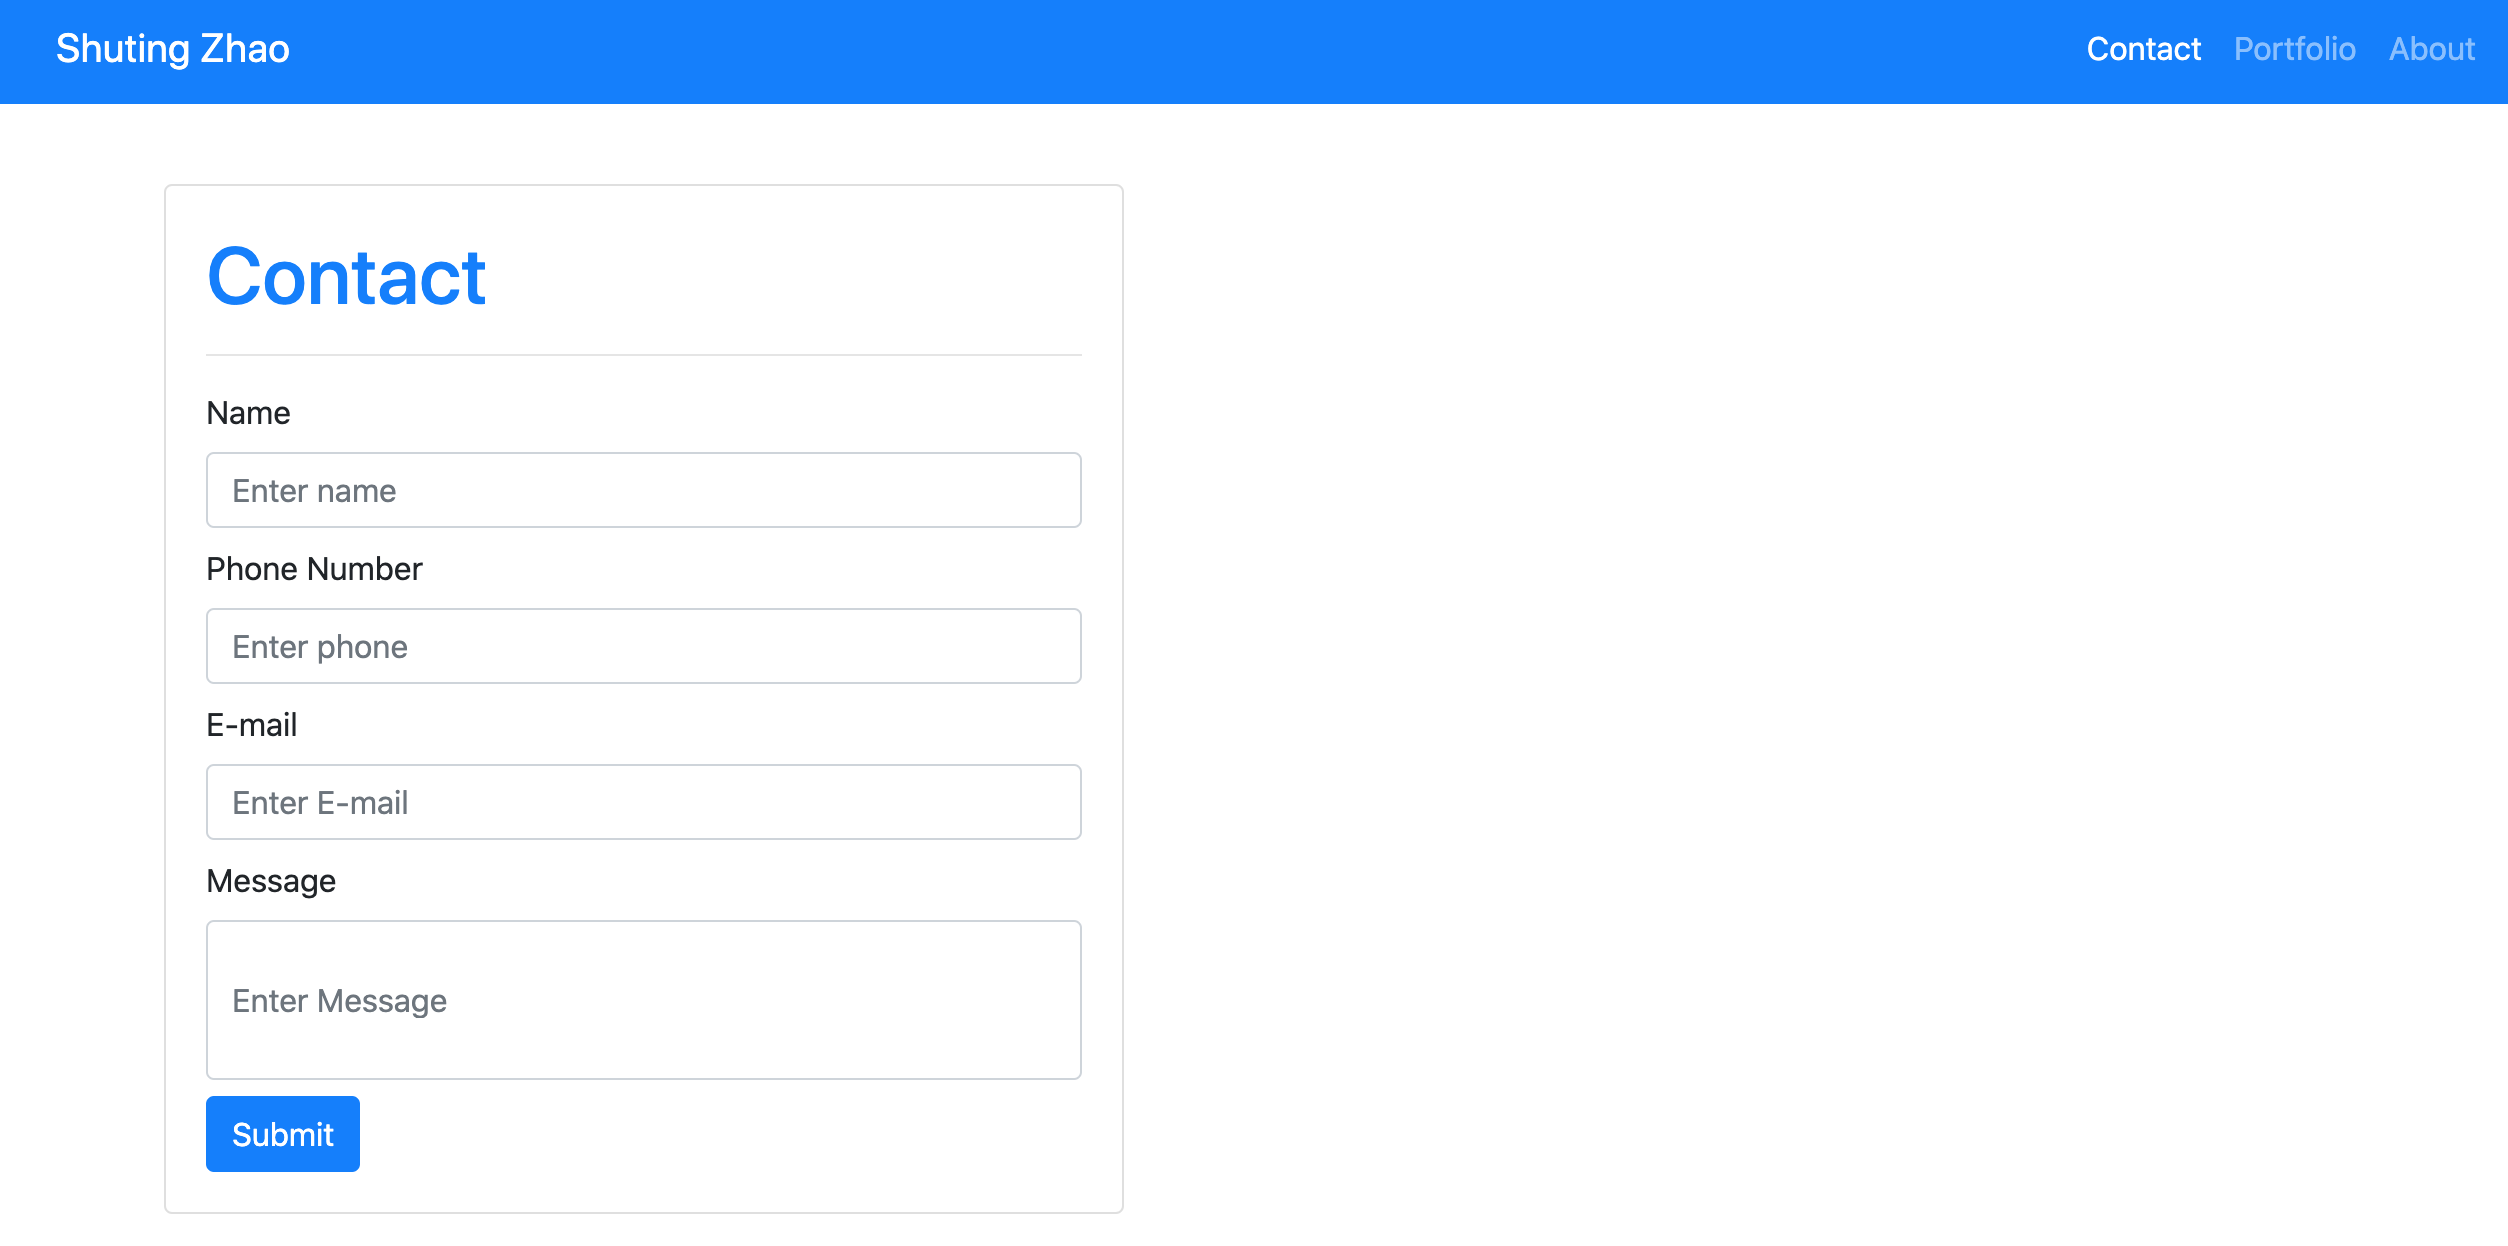 Shuting Zhao
Contact Portfolio About
Contact
Name
Enter name
Phone Number
Enter phone
E-mail
Enter E-mail
Message
Enter Message
Submit